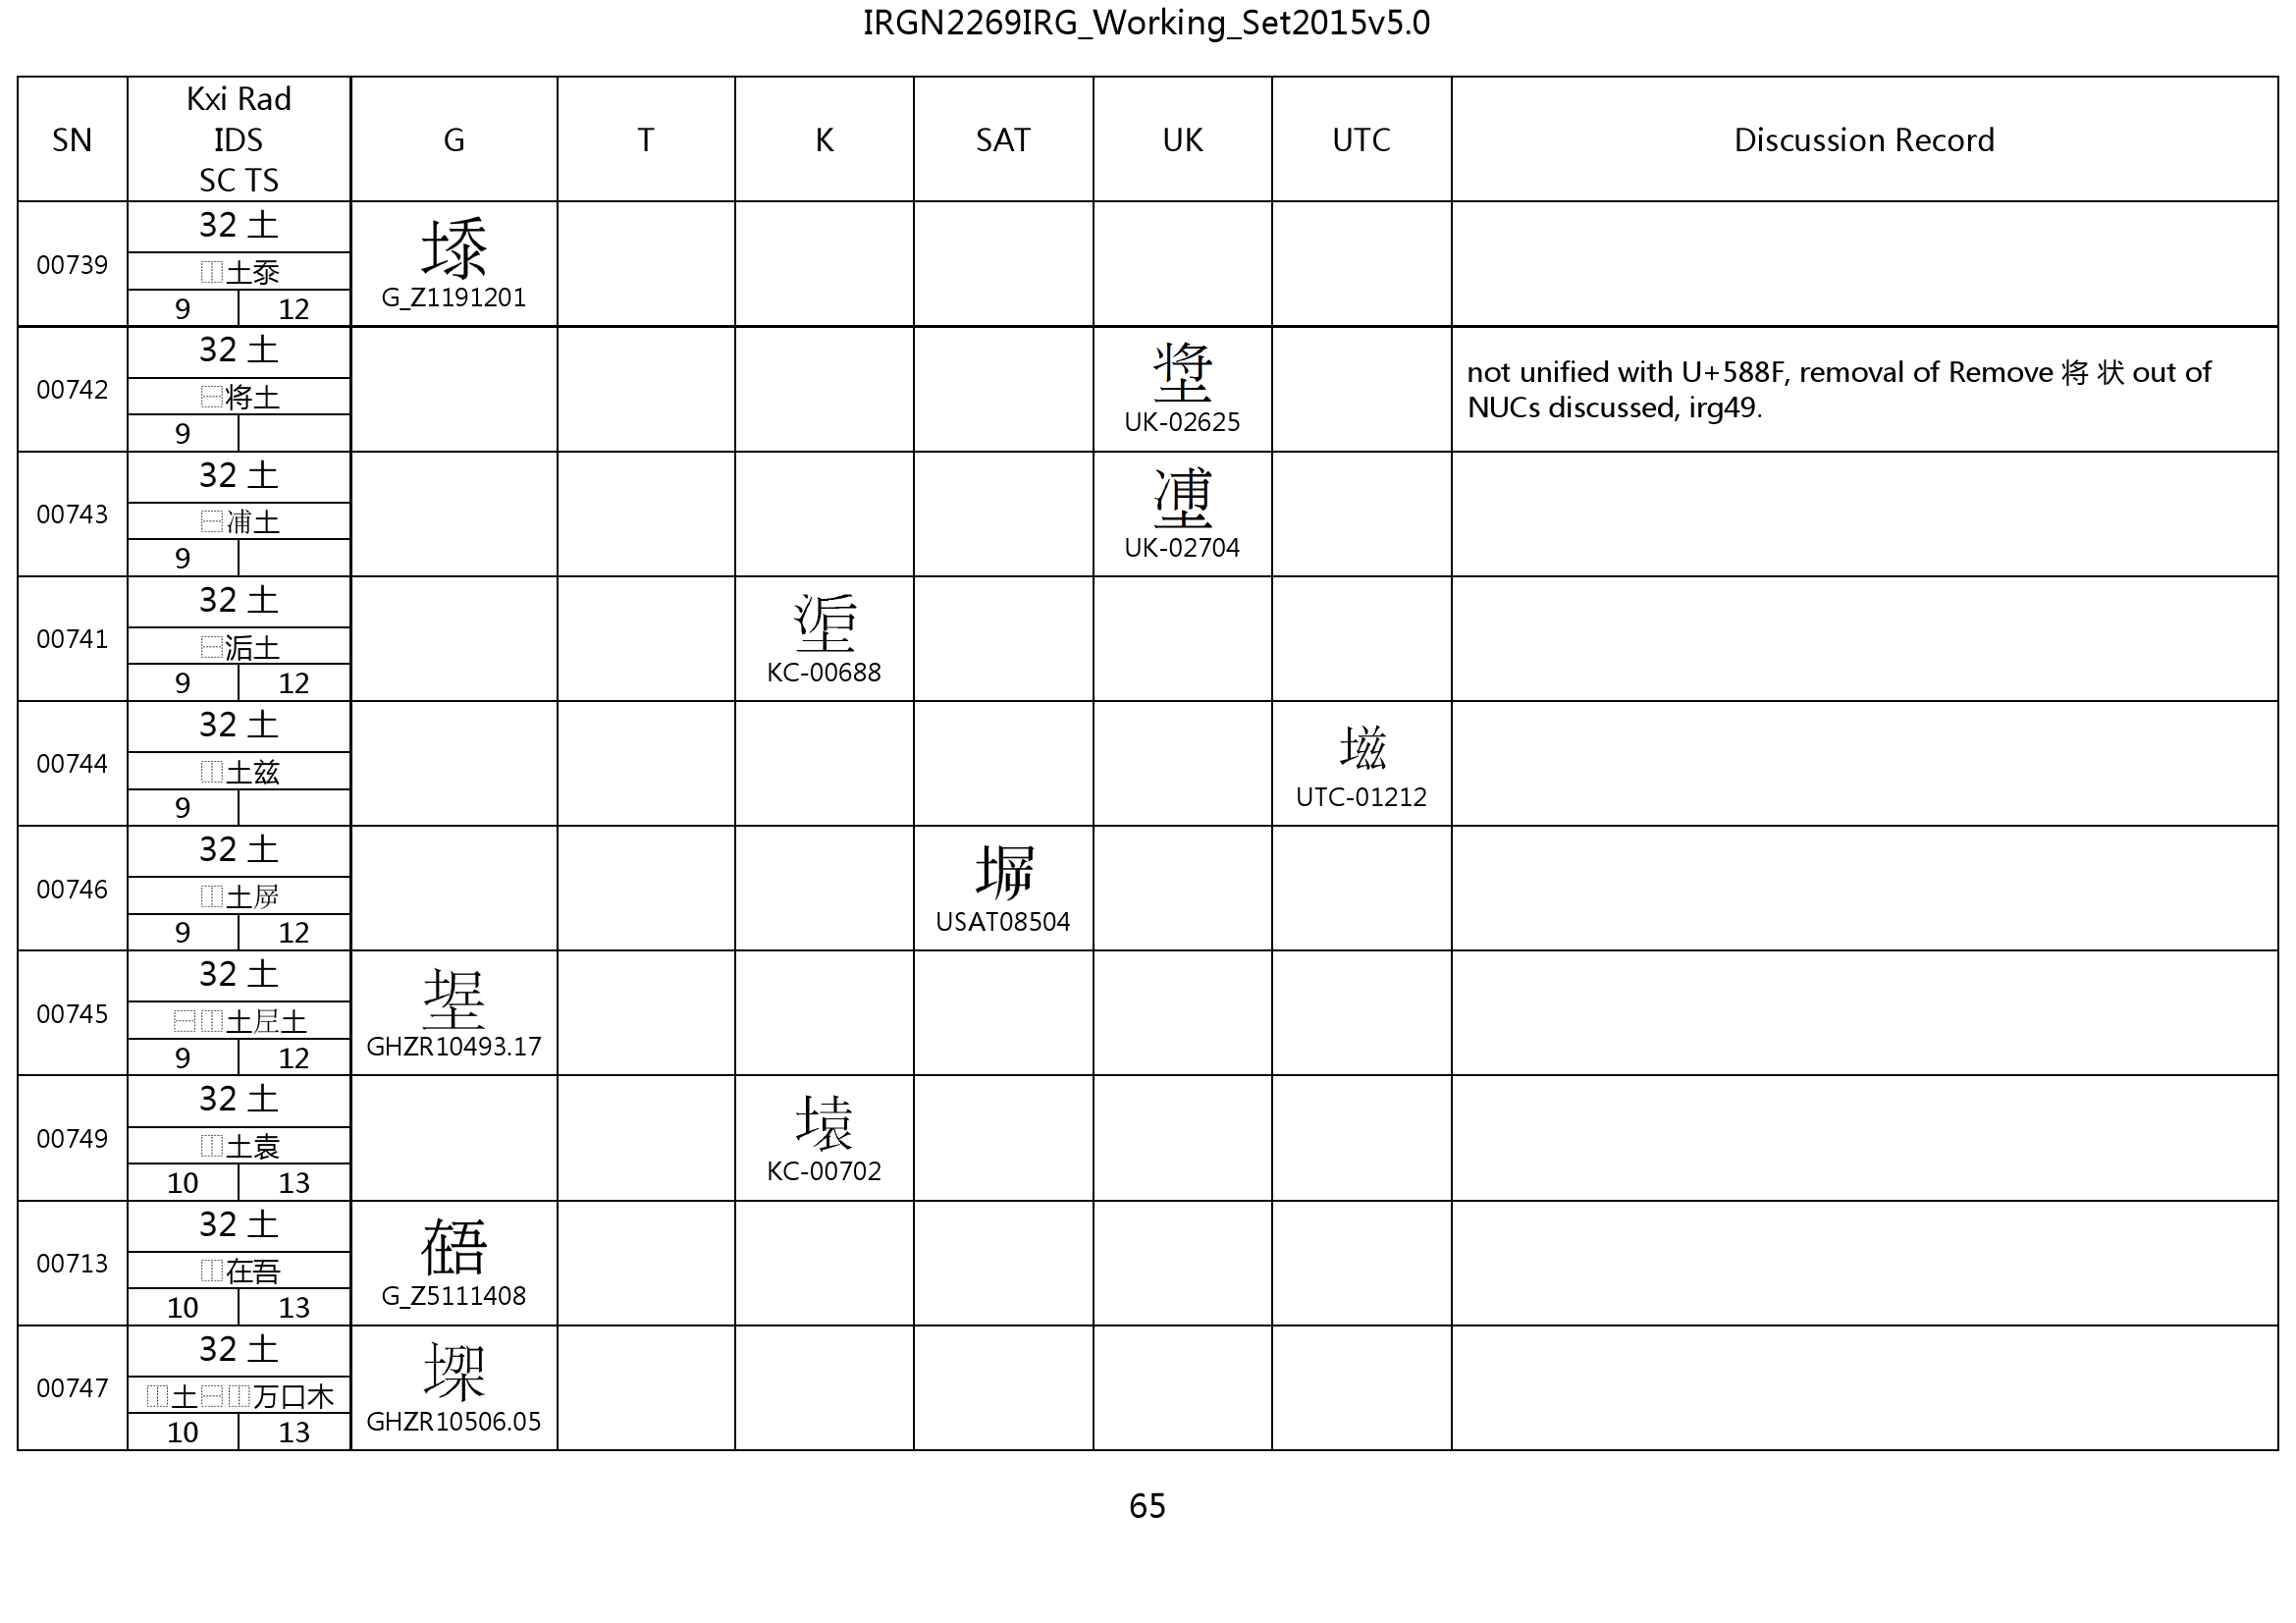 IRGN2269IRG_Working_Set2015v5.0
SN
Kxi Rad
IDS
SC TS
G
T
K
SAT
UK
UTC
Discussion Record
00739
32 土
⿰土㤅
9
12
G_Z1191201
00742
32 土
⿱将土
9
UK-02625
not unified with U+588F, removal of Remove 将 状 out of
NUCs discussed, irg49.
00743
32 土
⿱土
9
UK-02704
00741
32 土
⿱洉土
9
12
KC-00688
00744
32 土
⿰土兹
9
UTC-01212
00746
32 土
⿰土
9
12
USAT08504
00745
32 土
⿱⿰土土
9
12
GHZR10493.17
00749
32 土
⿰土袁
10
13
KC-00702
00713
32 土
⿰在吾
10
13
G_Z5111408
00747
32 土
⿰土⿱⿰万口木
10
13
GHZR10506.05
65